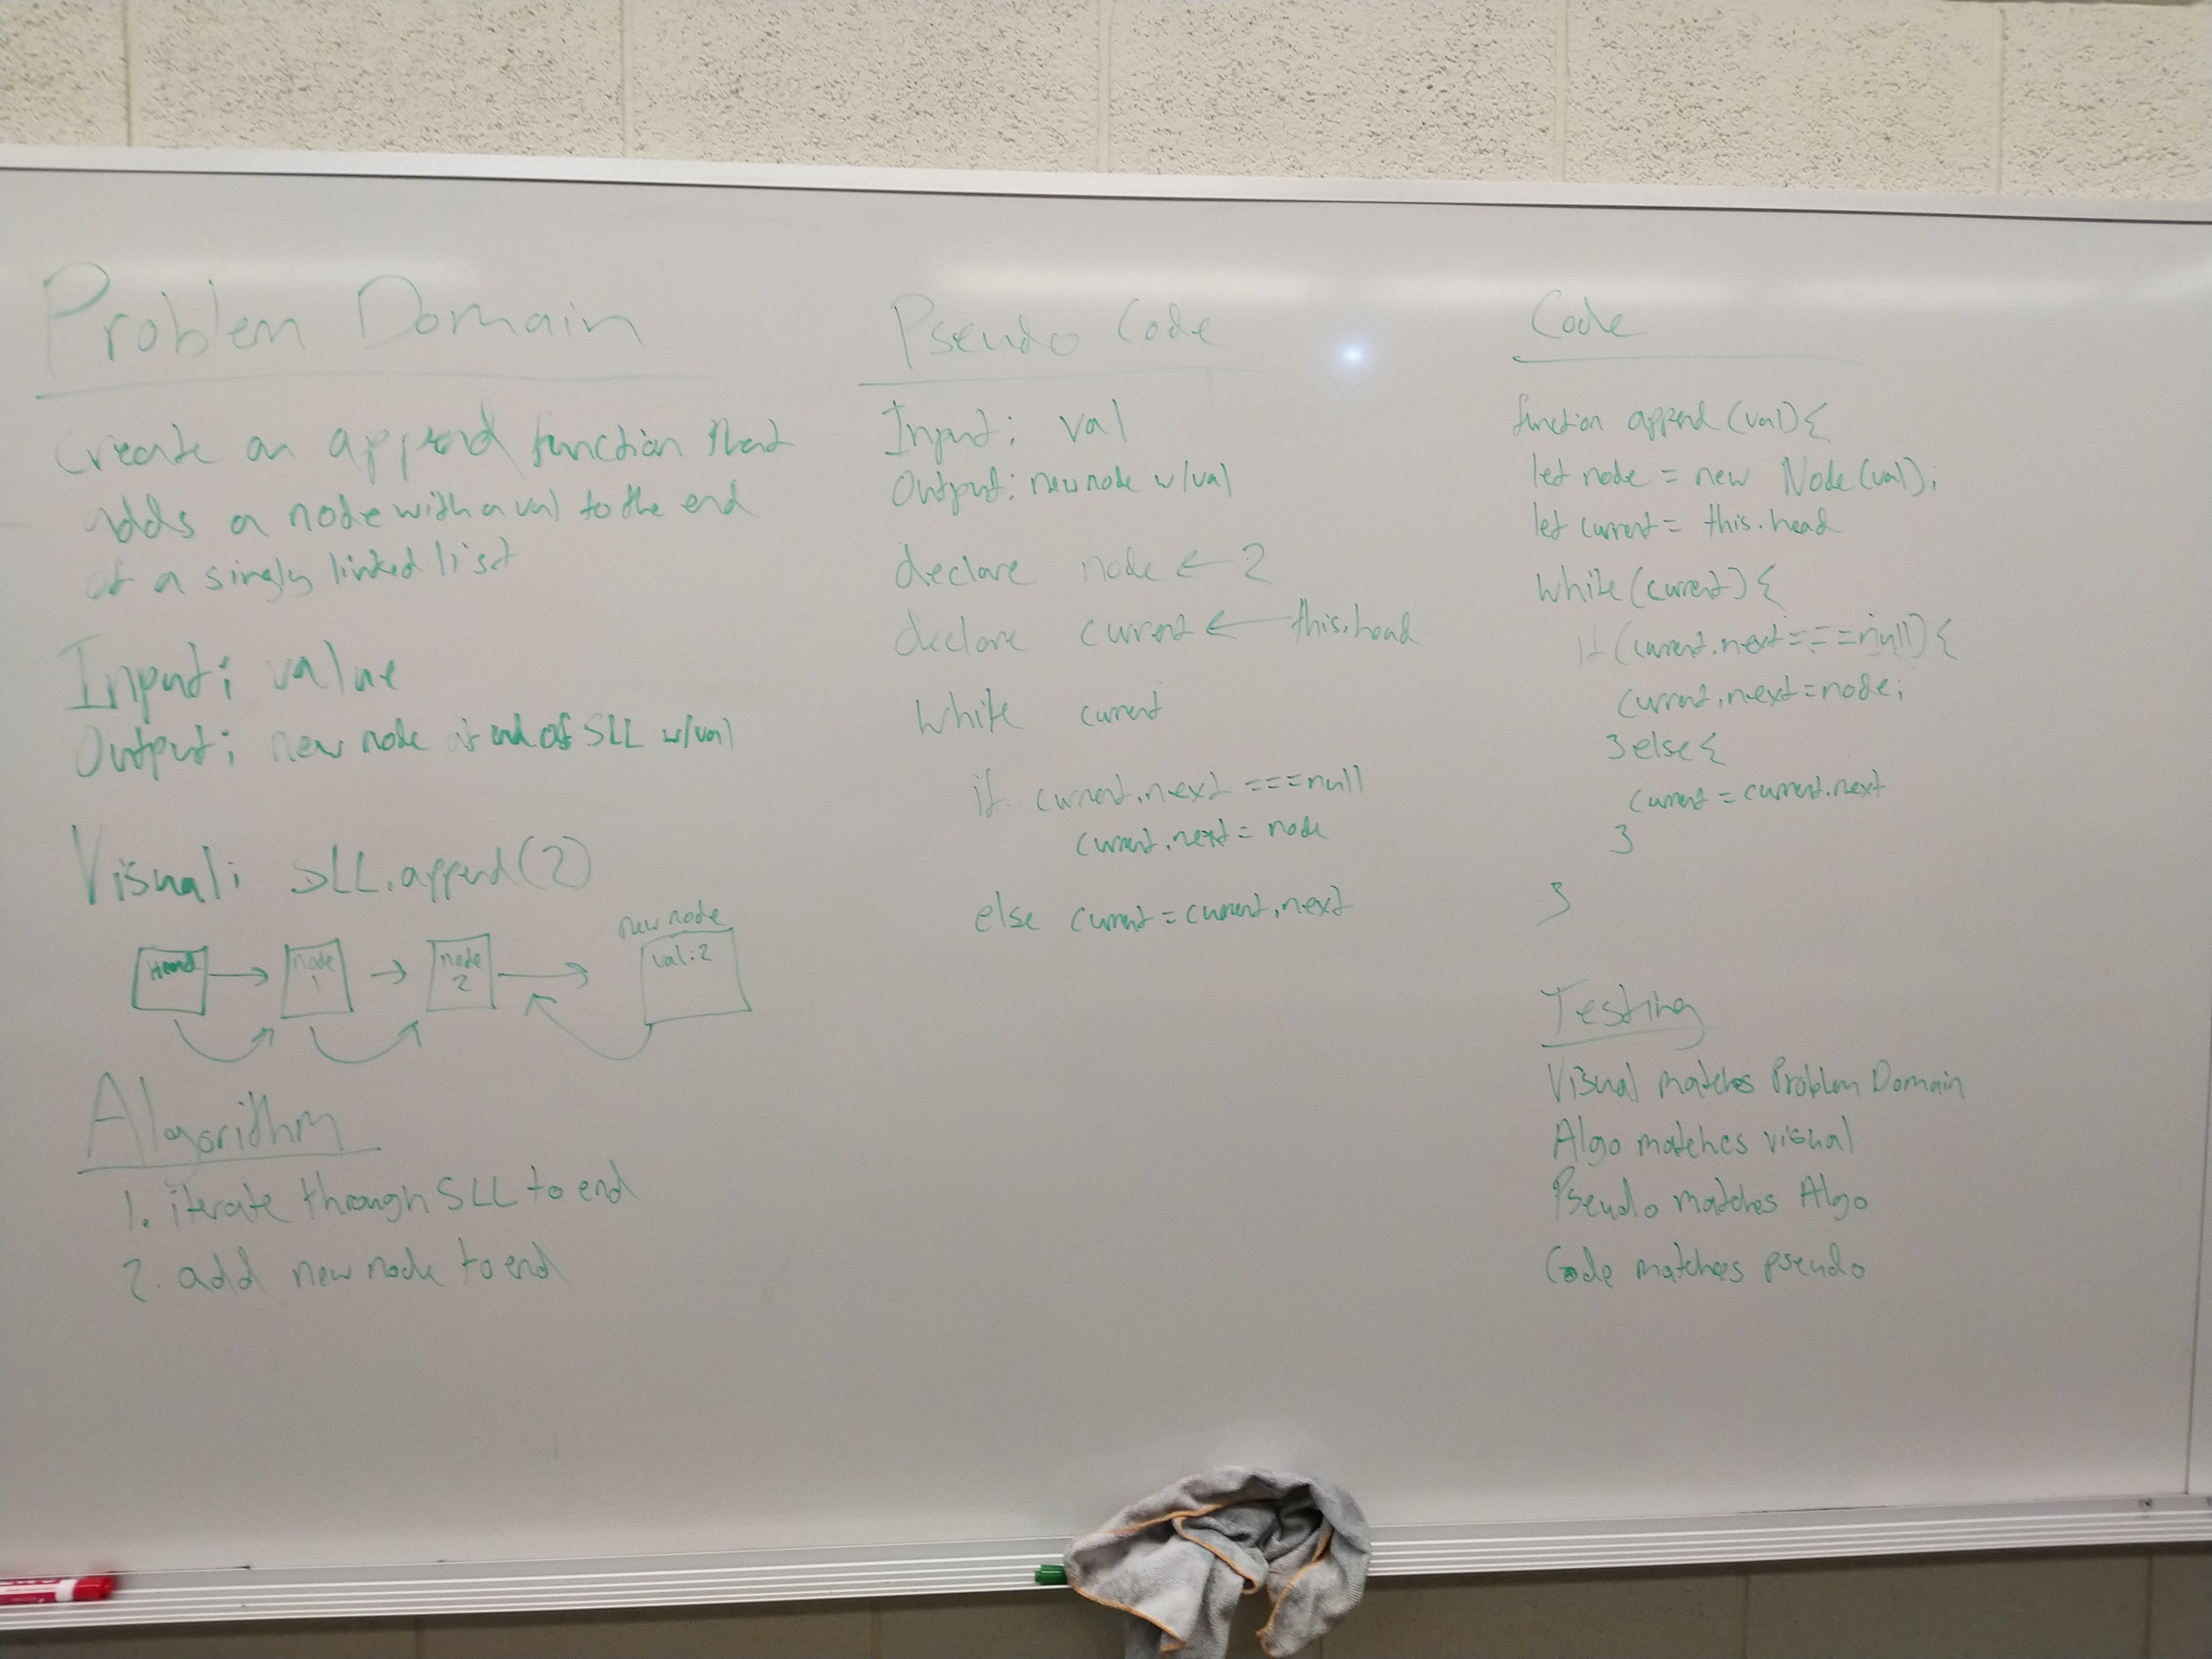 Problem Domain
Create an append function that
adds a node with a val to the end
of a singly linked list
Input: value
Output: new node at end of SLL w/val
Visual: SLL.append(2)
new node
Head
node 1
node 2
val:2
Algorithm
1. iterate through SLL to end
2. add new node to end
Pseudo Code
Input: val
Output: new node w/val
declare node ← 2
declare current ← this.head
While current
if current.next === null
current.next = node
else current = current.next
Code
function append (val) {
let node = new Node(val);
let current = this.head
while (current) {
if (current.next === null) {
current.next = node;
} else {
current = current.next
}
}
Testing
Visual matches Problem Domain
Algo matches visual
Pseudo matches Algo
Code matches pseudo